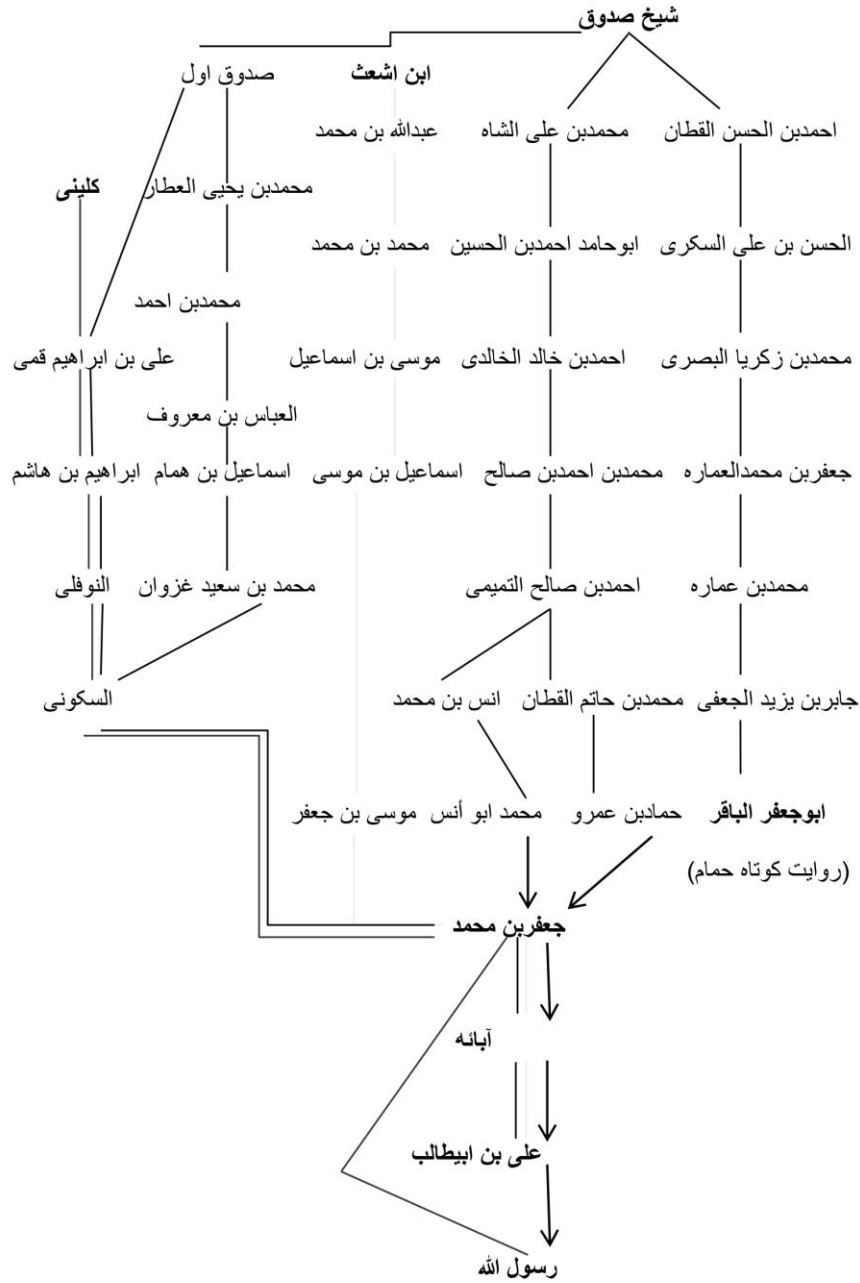 شیخ صدوق
صدوق اول ابن اشعث
احمدبن الحسن القطان محمدبن علی الشاه عبدالله بن محمد
محمدبن یحیی العطار کلینی
الحسن بن علی السکری ابوحامد احمدبن الحسین محمد بن محمد
محمدبن احمد
محمدبن زکریا البصری احمدبن خالد الخالدی موسی بن اسماعیل علی بن ابراهیم قمی
العباس بن معروف
جعفربن محمدالعماره محمدبن احمدبن صالح اسماعیل بن موسی اسماعیل بن همام ابراهیم بن هاشم
محمدبن عماره احمدبن صالح التمیمی محمد بن سعید غزوان النوفلی
جابربن یزید الجعفی محمدبن حاتم القطان انس بن محمد السکونی
ابوجعفر الباقر حمادبن عمرو محمد ابو أنس موسی بن جعفر
(روایت کوتاه حمام)
جعفربن محمد
آبائه
علی بن ابیطالب
رسول الله